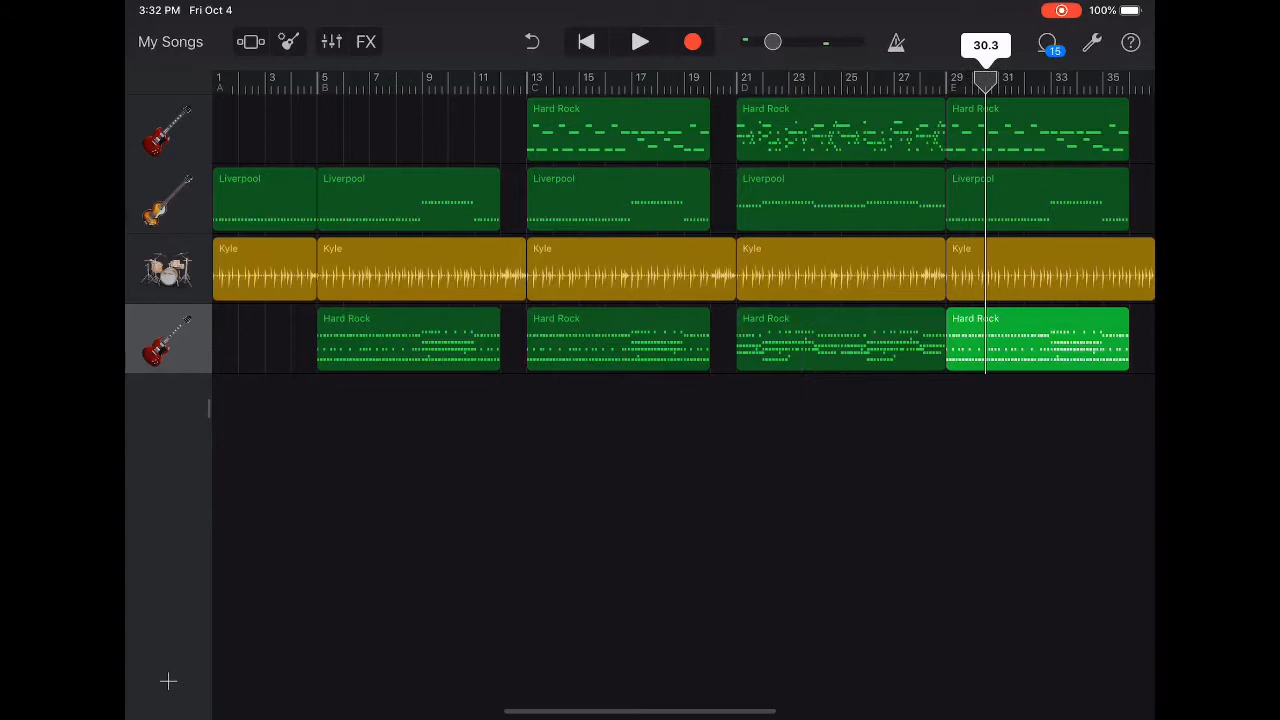 3:32 PM Fri Oct 4
100%
My Songs
FX
30.3
15
1 3 5 7 9 11 13 15 17 19 21 23 25 27 29 31 33 35
A B C D E
Hard Rock Hard Rock Hard Rock
Liverpool Liverpool Liverpool Liverpool Liverpool
Kyle Kyle Kyle Kyle Kyle
Hard Rock Hard Rock Hard Rock Hard Rock